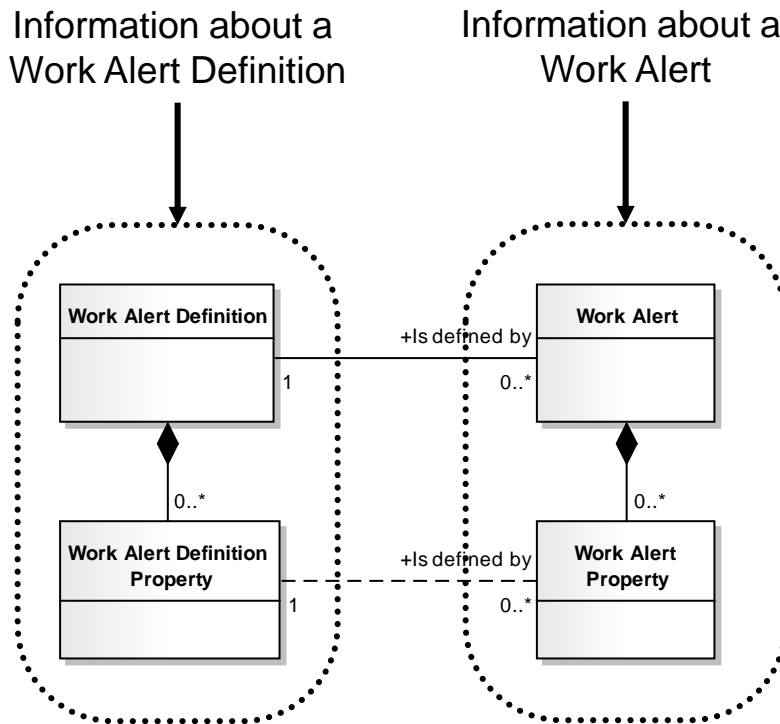 Information about a
Work Alert Definition
Information about a
Work Alert
Work Alert Definition
+Is defined by
1
0..*
Work Alert
0..*
0..*
Work Alert Definition
Property
+Is defined by
1
0..*
Work Alert
Property